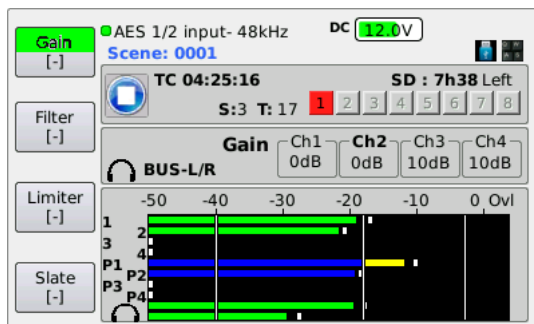 Gain
[-]
AES 1/2 input- 48kHz
DC 12.0V
Scene: 0001
TC 04:25:16
SD : 7h38 Left
S:3 T: 17
1 2 3 4 5 6 7 8
Filter
[-]
Gain
Ch1 Ch2 Ch3 Ch4
0dB 0dB 10dB 10dB
BUS-L/R
Limiter
[-]
-50 -40 -30 -20 -10 0 Ovl
1
2
3
4
P1
P2
P3
P4
Slate
[-]